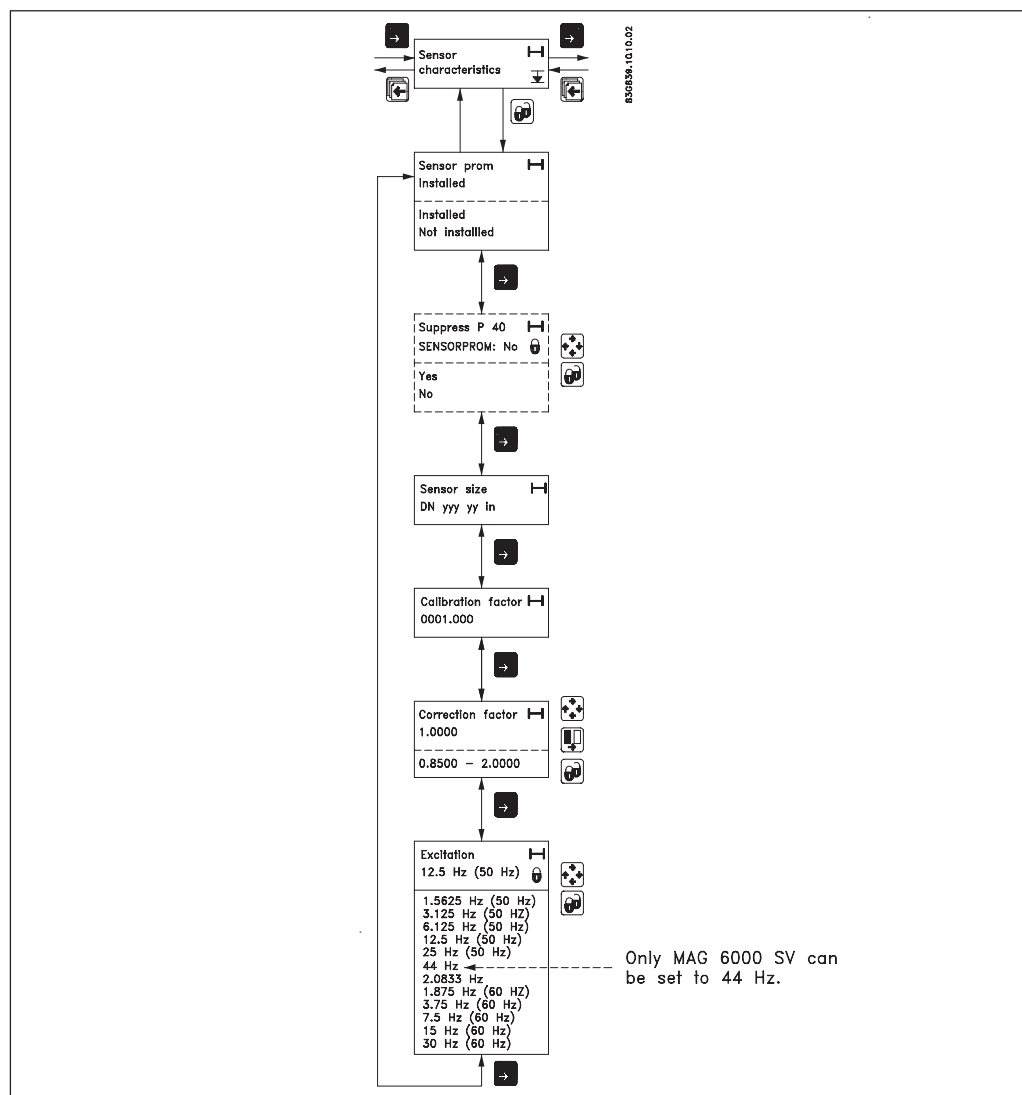 Sensor
characteristics
83G839.10.10.02
Sensor prom
Installed
Installed
Not installled
Suppress P 40
SENSORPROM: No
Yes
No
Sensor size
DN yyy yy in
Calibration factor
0001.000
Correction factor
1.0000
0.8500 – 2.0000
Excitation
12.5 Hz (50 Hz)
1.5625 Hz (50 Hz)
3.125 Hz (50 HZ)
6.125 Hz (50 Hz)
12.5 Hz (50 Hz)
25 Hz (50 Hz)
44 Hz
2.0833 Hz
1.875 Hz (60 HZ)
3.75 Hz (60 Hz)
7.5 Hz (60 Hz)
15 Hz (60 Hz)
30 Hz (60 Hz)
Only MAG 6000 SV can
be set to 44 Hz.